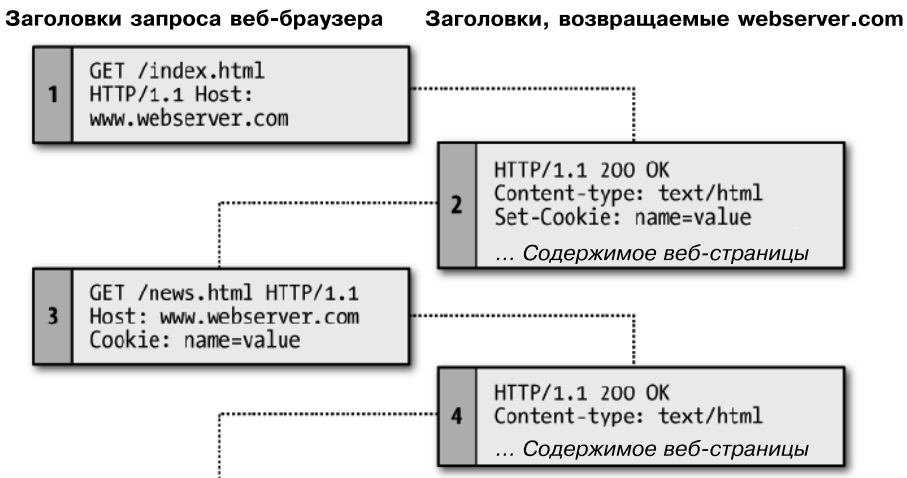 Заголовки запроса веб-браузера
Заголовки, возвращаемые webserver.com
1
GET /index.html
HTTP/1.1 Host:
www.webserver.com
2
HTTP/1.1 200 OK
Content-type: text/html
Set-Cookie: name=value
... Содержимое веб-страницы
3
GET /news.html HTTP/1.1
Host: www.webserver.com
Cookie: name=value
4
HTTP/1.1 200 OK
Content-type: text/html
... Содержимое веб-страницы